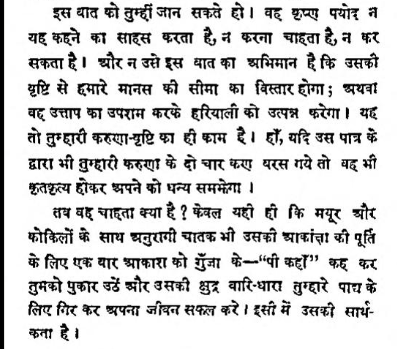 इस बात को तुम्हीं जान सकते हो। वह कृष्ण पयोद न
यह कहने का साहस करता है, न करना चाहता है, न कर
सकता है। और न उसे इस बात का अभिमान है कि उसकी
वृष्टि से हमारे मानस की सीमा का विस्तार होगा; अथवा
वह उत्ताप का उपशम करके हरियाली को उत्पन्न करेगा। यह
तो तुम्हारी करुणा-वृष्टि का ही काम है। हाँ, यदि उस पात्र के
द्वारा भी तुम्हारी करुणा के दो चार कण बरस गये तो वह भी
कृतकृत्य होकर अपने को धन्य समझेगा।
तब वह चाहता क्या है? केवल यही ही कि मयूर और
कोकिलों के साथ अनुरागी चातक भी उसकी आकांक्षा की पूर्ति
के लिए एक बार आकाश को गुँजा के—“पी कहाँ” कह कर
तुमको पुकार उठें और उसकी क्षुद्र वारि-धारा तुम्हारे पाद्य के
लिए गिर कर अपना जीवन सफल करे। इसी में उसकी सार्थ-
कता है।